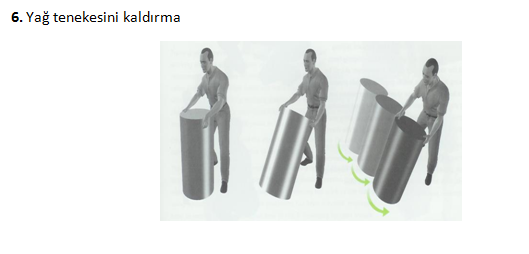 6. Yağ tenekesini kaldırma